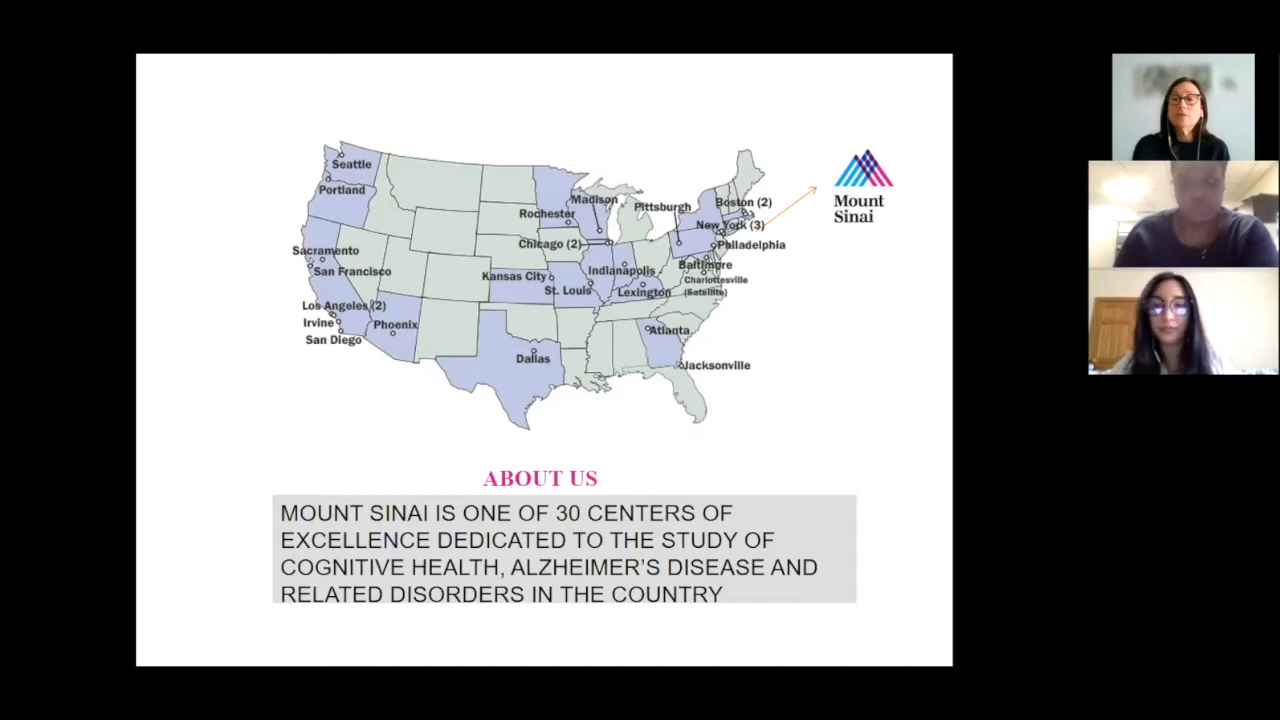 Seattle
Portland
Sacramento
San Francisco
Los Angeles (2)
Irvine
San Diego
Phoenix
Dallas
Rochester
Madison
Chicago (2)
Kansas City
St. Louis
Indianapolis
Lexington
Pittsburgh
Boston (2)
New York (3)
Philadelphia
Baltimore
Charlottesville
(Satellite)
Atlanta
Jacksonville
Mount
Sinai
ABOUT US
MOUNT SINAI IS ONE OF 30 CENTERS OF
EXCELLENCE DEDICATED TO THE STUDY OF
COGNITIVE HEALTH, ALZHEIMER'S DISEASE AND
RELATED DISORDERS IN THE COUNTRY